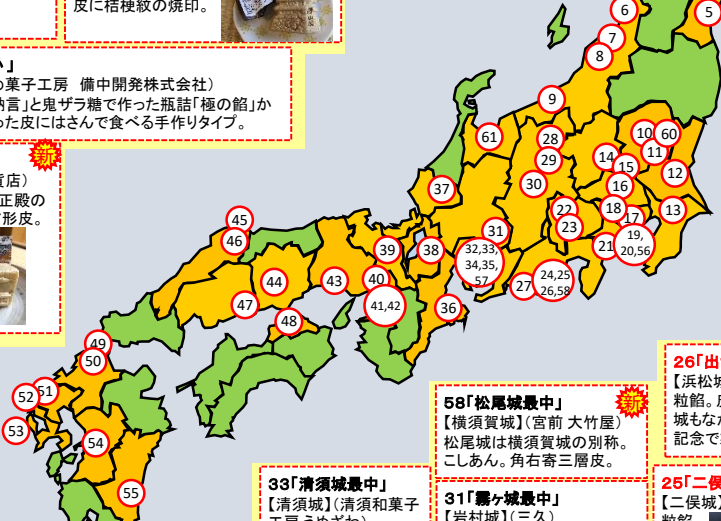 皮に桔梗紋の焼印。
い」
菓子工房 備中開発株式会社）
納言」と鬼ザラ糖で作った瓶詰「極の餡」か
った皮にはさんで食べる手作りタイプ。
新
貨店）
正殿の
形皮。
6
5
7
8
9
61
28
29
30
10
60
11
14
15
12
16
37
22
23
18
17
13
19,
20,56
21
45
46
39
38
31
32,33,
34,35,
57
27
24,25
26,58
44
43
40
41,42
36
47
48
49
50
51
52
53
54
55
58「松尾城最中」
新
【横須賀城】（宮前 大竹屋）
松尾城は横須賀城の別称。
こしあん。角右寄三層皮。
26「出
【浜松城
粒餡。
城もなか
記念で
33「清須城最中」
【清須城】（清須和菓子
31「霧ヶ城最中」
【岩村城】（三久）
25「二俣
【二俣城】
粒餡